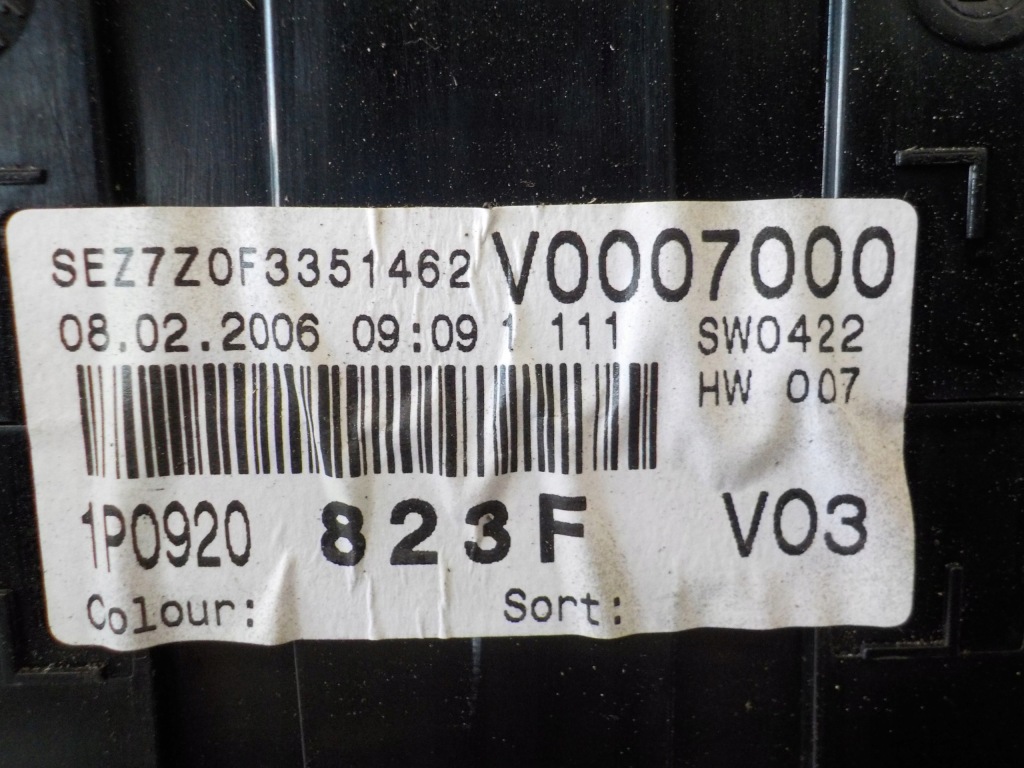 SEZ7Z0F3351462 V0007000
08.02.2006 09:09 1 111 SW0422
HW 007
1P0920 823F V03
Colour: Sort: